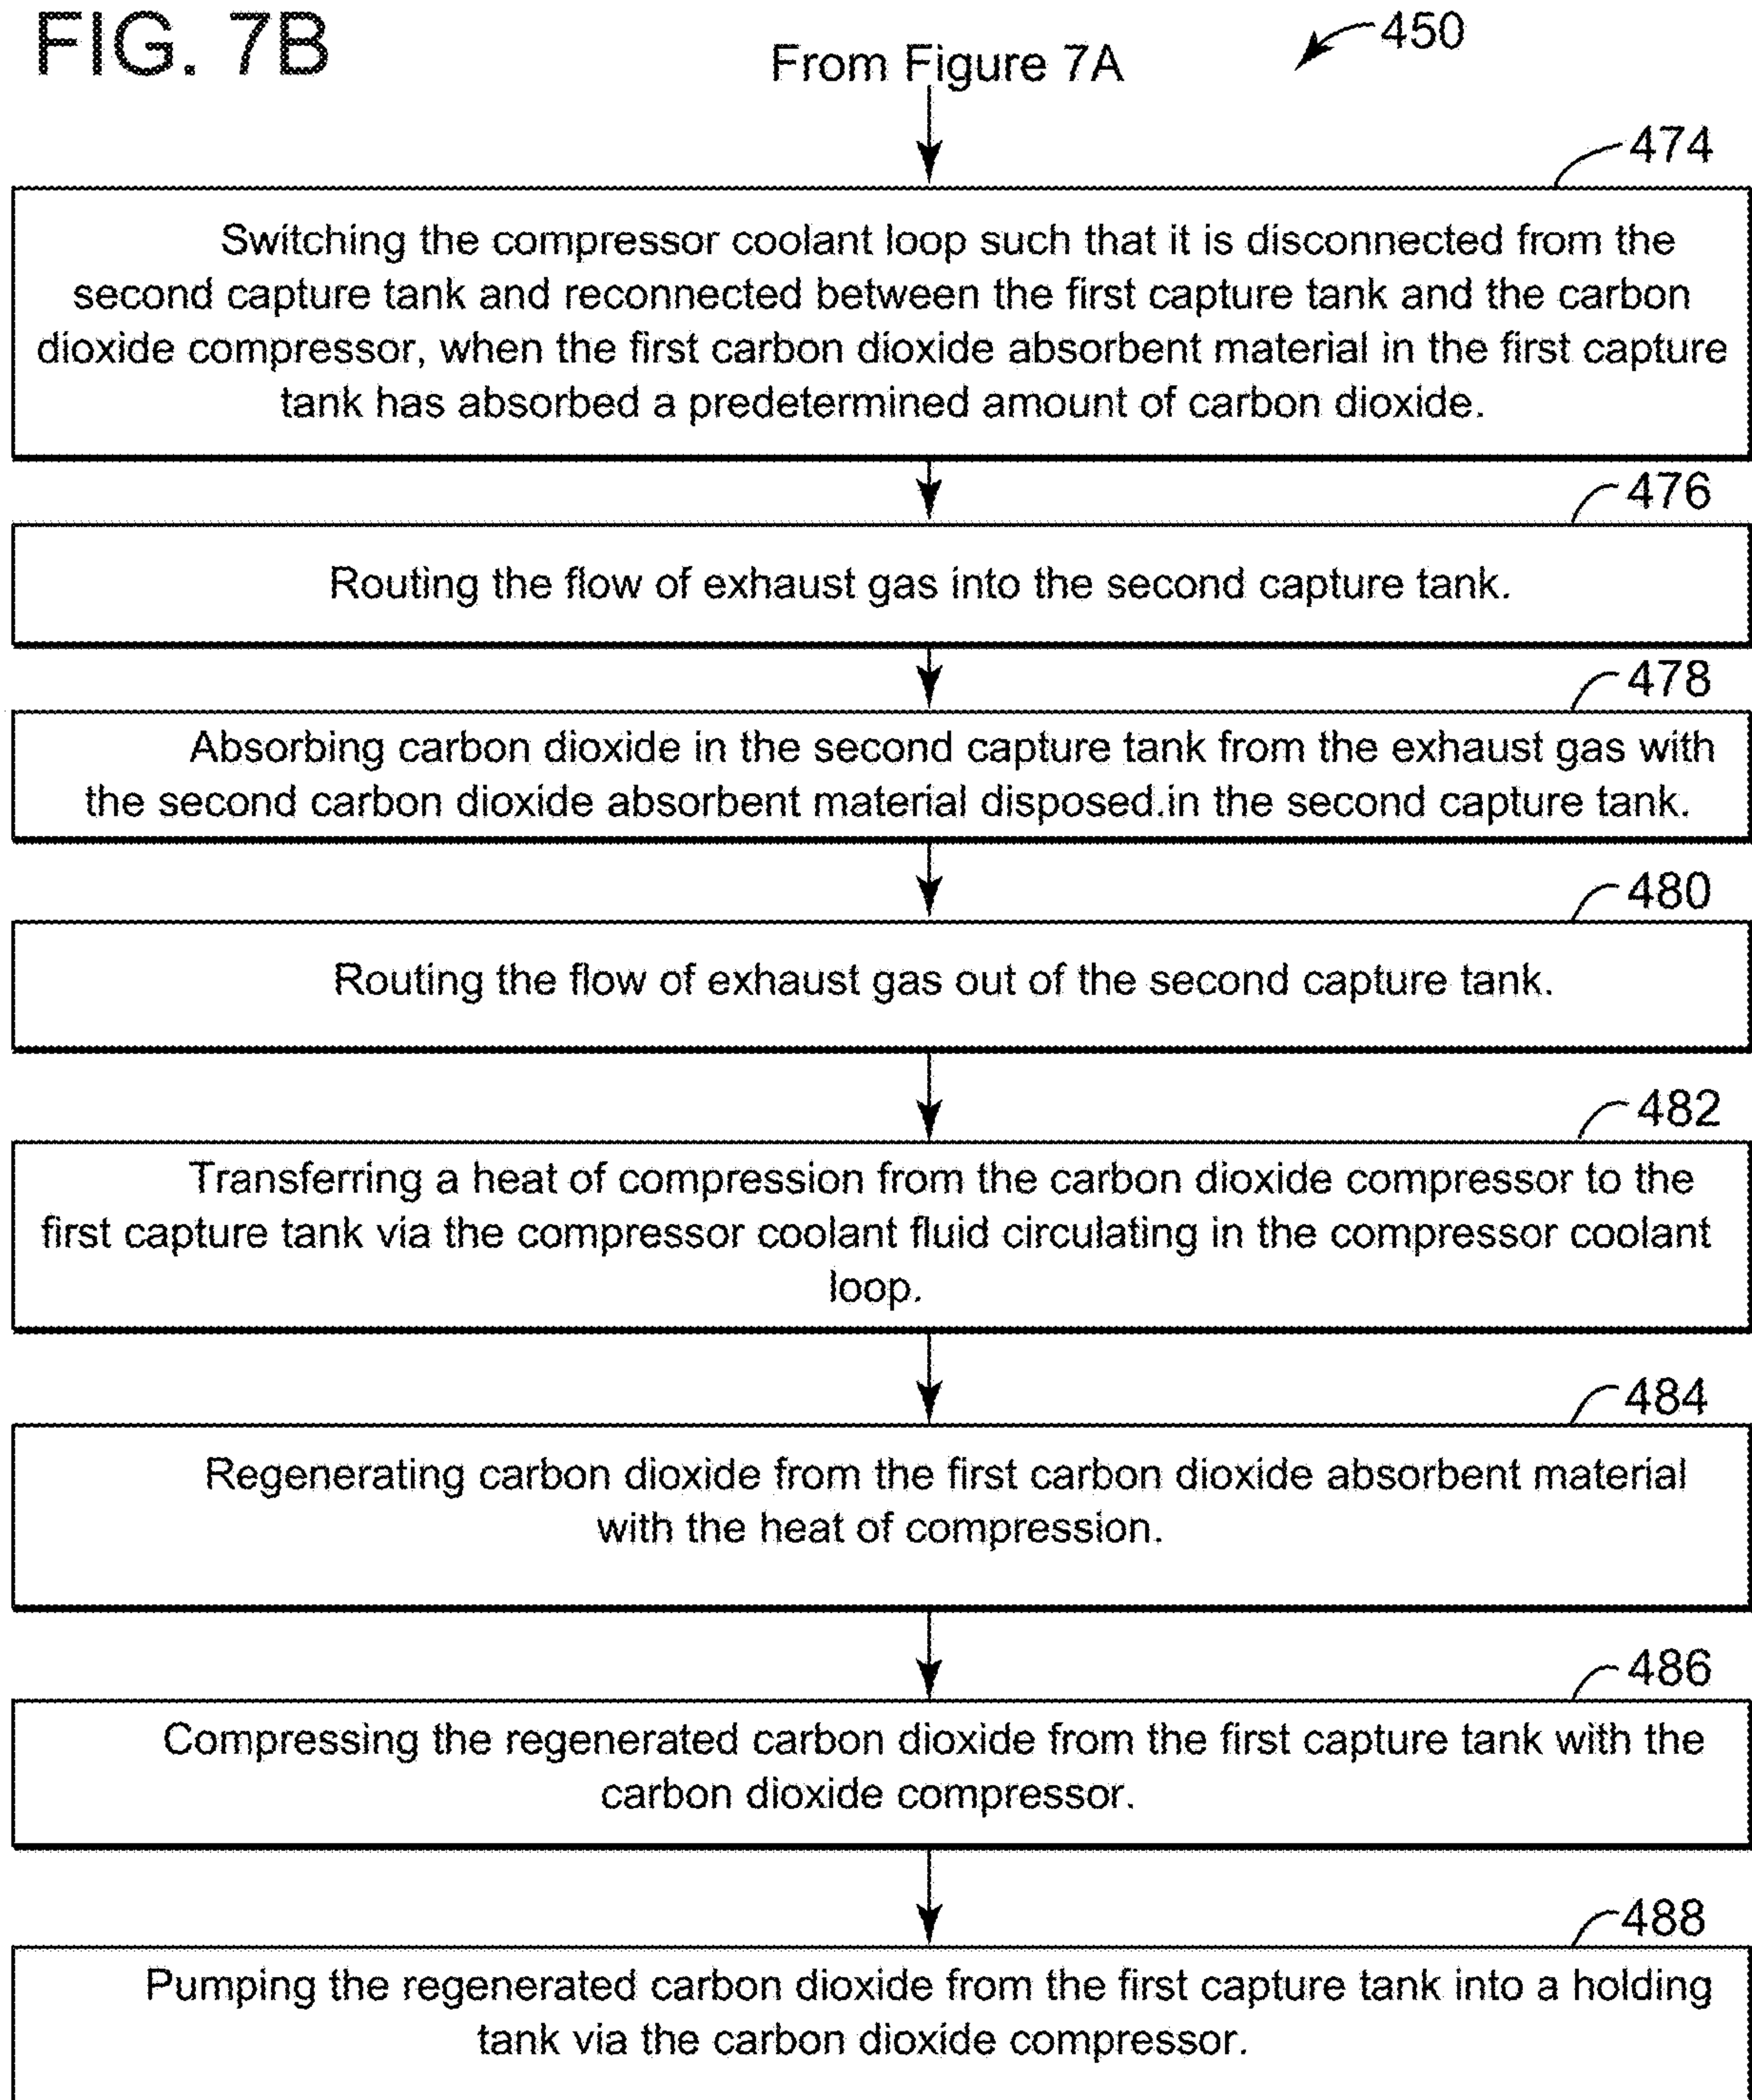 FIG. 7B
From Figure 7A
450
474
Switching the compressor coolant loop such that it is disconnected from the
second capture tank and reconnected between the first capture tank and the carbon
dioxide compressor, when the first carbon dioxide absorbent material in the first capture
tank has absorbed a predetermined amount of carbon dioxide.
476
Routing the flow of exhaust gas into the second capture tank.
478
Absorbing carbon dioxide in the second capture tank from the exhaust gas with
the second carbon dioxide absorbent material disposed.in the second capture tank.
480
Routing the flow of exhaust gas out of the second capture tank.
482
Transferring a heat of compression from the carbon dioxide compressor to the
first capture tank via the compressor coolant fluid circulating in the compressor coolant
loop.
484
Regenerating carbon dioxide from the first carbon dioxide absorbent material
with the heat of compression.
486
Compressing the regenerated carbon dioxide from the first capture tank with the
carbon dioxide compressor.
488
Pumping the regenerated carbon dioxide from the first capture tank into a holding
tank via the carbon dioxide compressor.